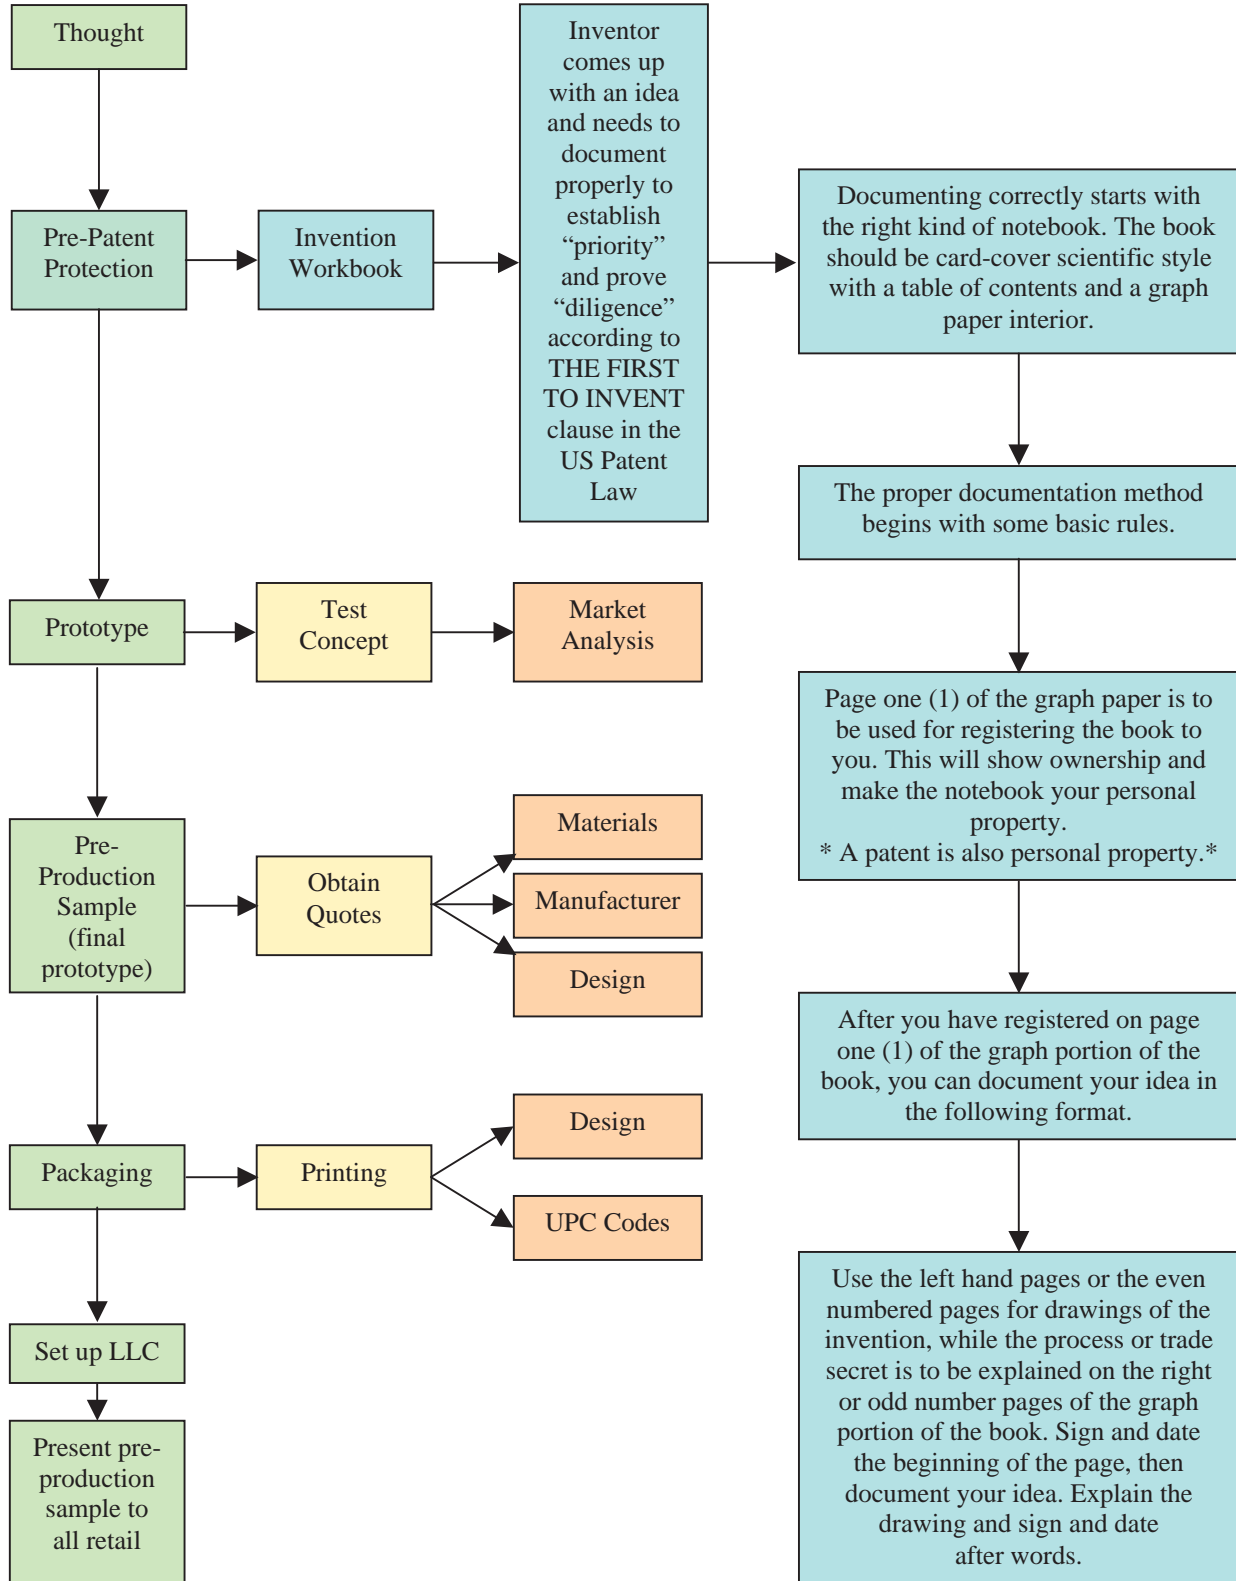 Thought
Pre-Patent
Protection
Invention
Workbook
Inventor
comes up
with an idea
and needs to
document
properly to
establish
“priority”
and prove
“diligence”
according to
THE FIRST
TO INVENT
clause in the
US Patent
Law
Documenting correctly starts with
the right kind of notebook. The book
should be card-cover scientific style
with a table of contents and a graph
paper interior.
The proper documentation method
begins with some basic rules.
Page one (1) of the graph paper is to
be used for registering the book to
you. This will show ownership and
make the notebook your personal
property.
* A patent is also personal property.*
After you have registered on page
one (1) of the graph portion of the
book, you can document your idea in
the following format.
Use the left hand pages or the even
numbered pages for drawings of the
invention, while the process or trade
secret is to be explained on the right
or odd number pages of the graph
portion of the book. Sign and date
the beginning of the page, then
document your idea. Explain the
drawing and sign and date
after words.
Prototype
Test
Concept
Market
Analysis
Pre-
Production
Sample
(final
prototype)
Obtain
Quotes
Materials
Manufacturer
Design
Packaging
Printing
Design
UPC Codes
Set up LLC
Present pre-
production
sample to
all retail